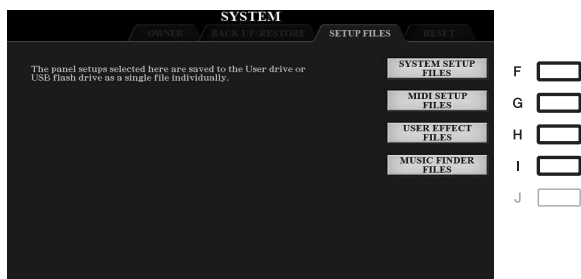 SYSTEM
OWNER BACK UP/RESTORE SETUP FILES RESET
The panel setups selected here are saved to the User drive or
USB flash drive as a single file individually.
SYSTEM SETUP
FILES
F
MIDI SETUP
FILES
G
USER EFFECT
FILES
H
MUSIC FINDER
FILES
I
J